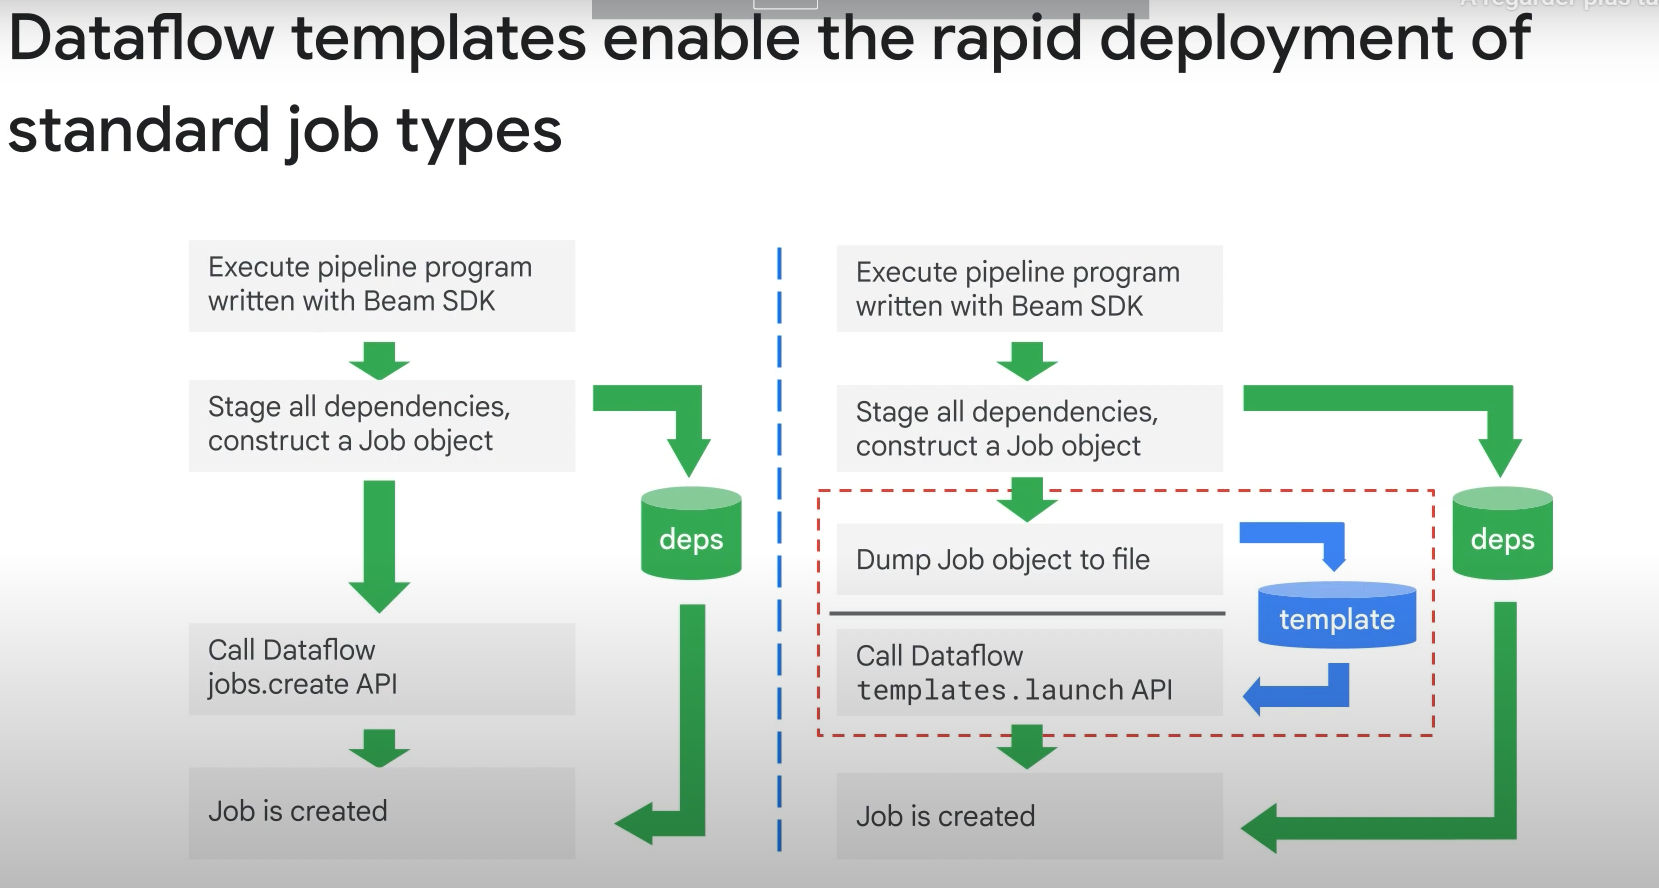 A regarder plus ta
Dataflow templates enable the rapid deployment of
standard job types
Execute pipeline program
written with Beam SDK
Stage all dependencies,
construct a Job object
deps
Call Dataflow
jobs.create API
Job is created
Execute pipeline program
written with Beam SDK
Stage all dependencies,
construct a Job object
deps
Dump Job object to file
template
Call Dataflow
templates.launch API
Job is created